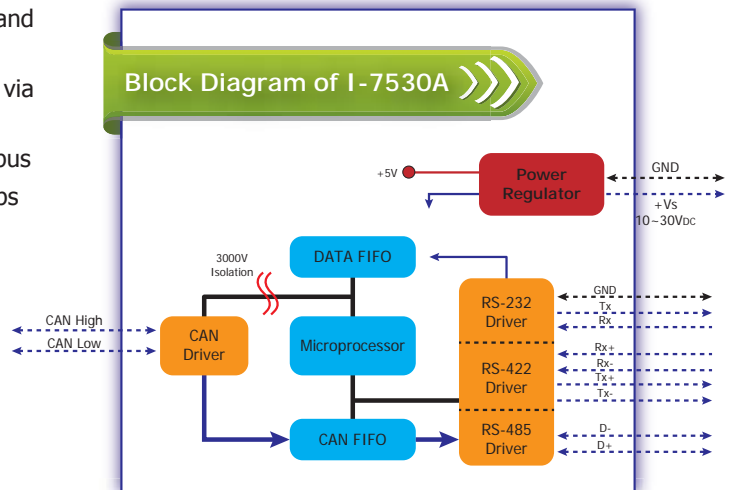 and
via
Block Diagram of I-7530A
+5V
Power
Regulator
GND
+Vs
10~30VDC
3000V
Isolation
DATA FIFO
CAN High
CAN Low
CAN
Driver
Microprocessor
CAN FIFO
RS-232
Driver
RS-422
Driver
RS-485
Driver
GND
Tx
Rx
Rx+
Rx-
Tx+
Tx-
D-
D+